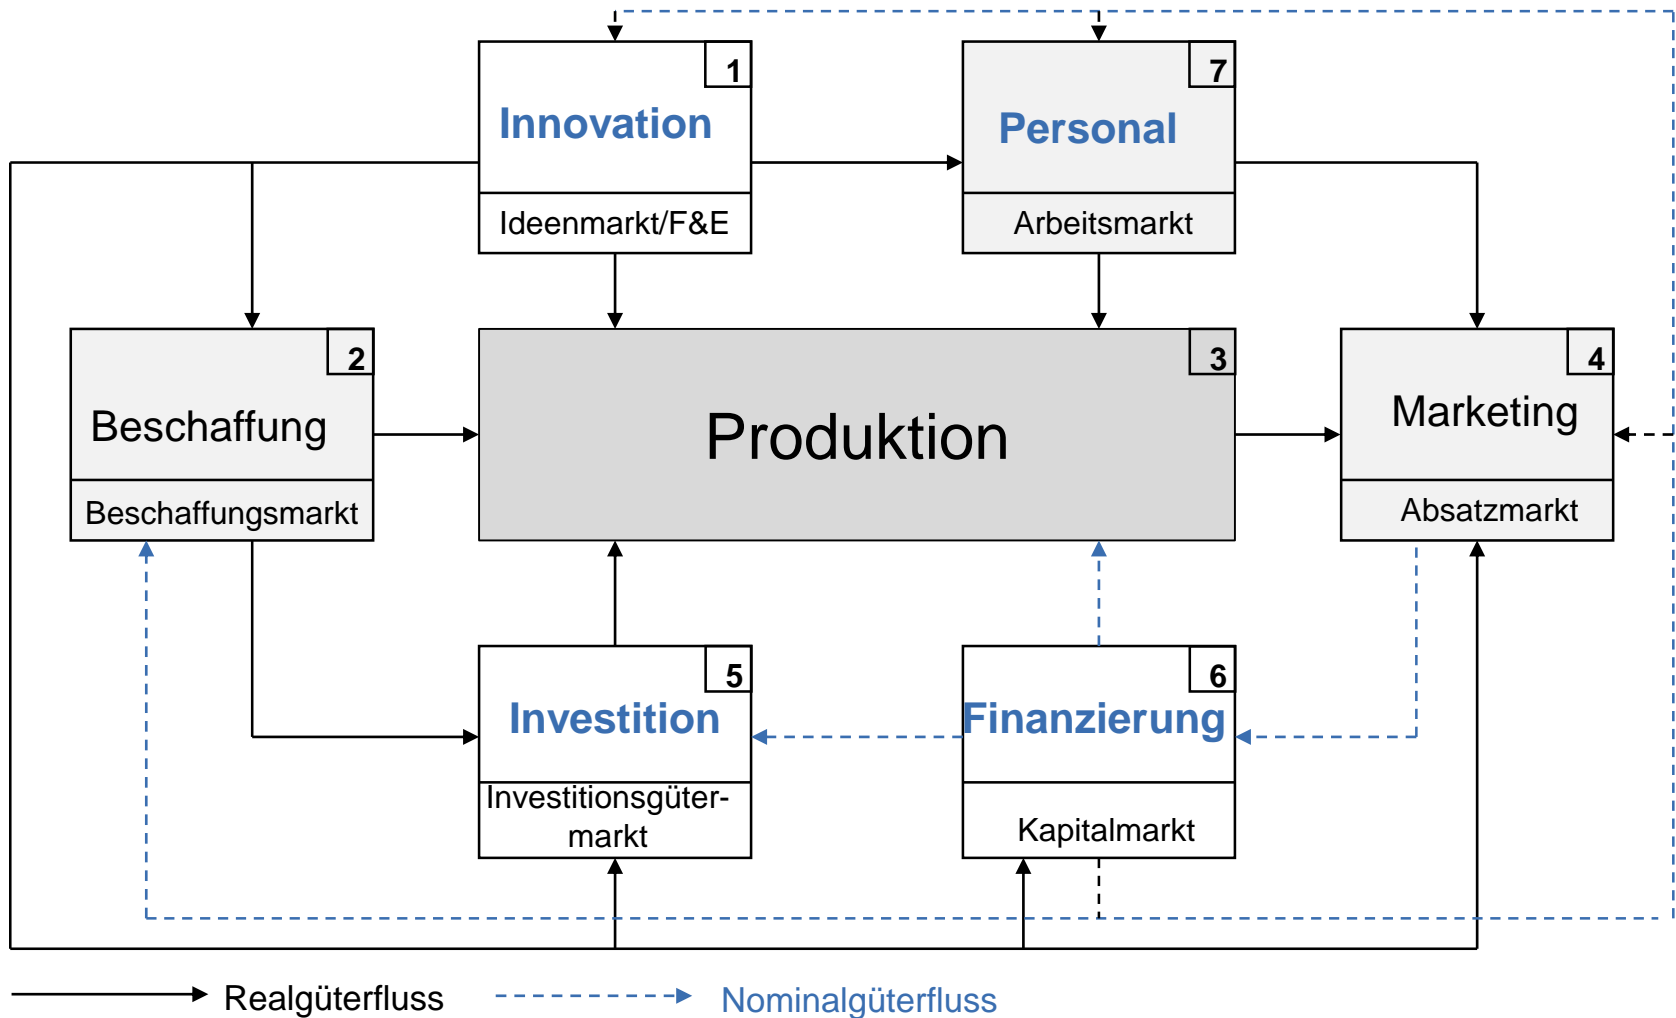 1
Innovation
Ideenmarkt/F&E
7
Personal
Arbeitsmarkt
2
Beschaffung
Beschaffungsmarkt
3
Produktion
4
Marketing
Absatzmarkt
5
Investition
Investitionsgüter-
markt
6
Finanzierung
Kapitalmarkt
Realgüterfluss
Nominalgüterfluss